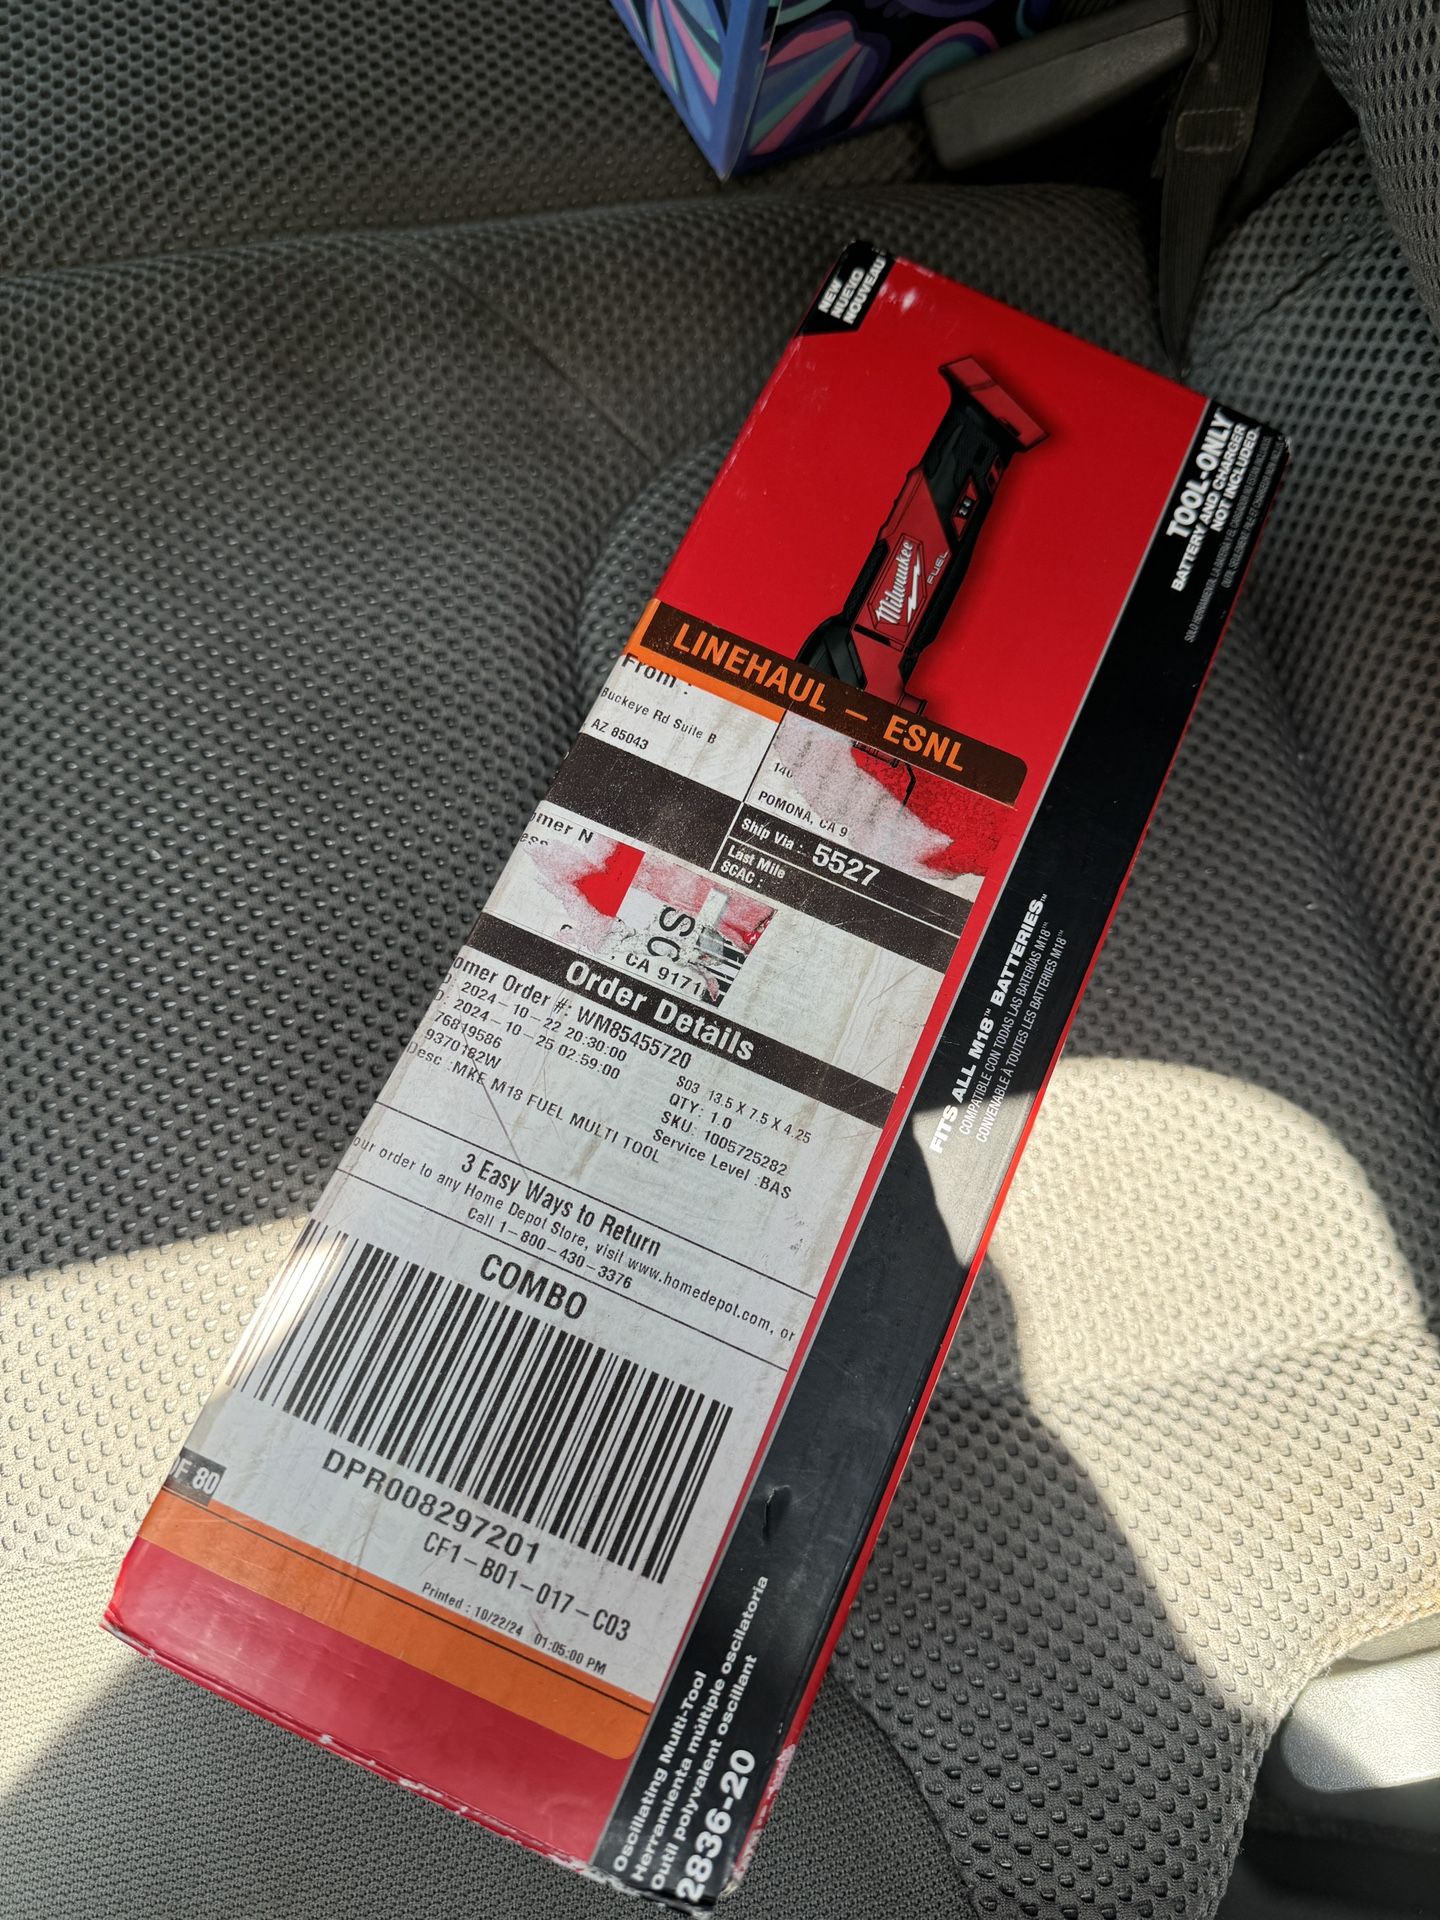 NEW
NUEVO
NOUVEAU
TOOL-ONLY
BATTERY AND CHARGER
NOT INCLUDED
Milwaukee
FUEL
LINEHAUL - ESNL
From :
Buckeye Rd Suite B
AZ 85043
POMONA, CA 9
Ship Via : 5527
Last Mile
SCAC :
omer N
ess
, CA 9171
Order Details
omer Order #: WM85455720
D: 2024-10-22 20:30:00
D: 2024-10-25 02:59:00
76819586
9370182W
Desc :MKE M18 FUEL MULTI TOOL
S03 13.5 X 7.5 X 4.25
QTY: 1.0
SKU: 1005725282
Service Level :BAS
3 Easy Ways to Return
our order to any Home Depot Store, visit www.homedepot.com, or
Call 1-800-430-3376
COMBO
DPR008297201
CF1-B01-017-C03
Printed : 10/22/24 01:05:00 PM
OF 80
FITS ALL M18™ BATTERIES™
COMPATIBLE CON TODAS LAS BATERÍAS M18™
CONVENABLE À TOUTES LES BATTERIES M18™
Oscillating Multi-Tool
Herramienta múltiple oscilatoria
Outil polyvalent oscillant
2836-20